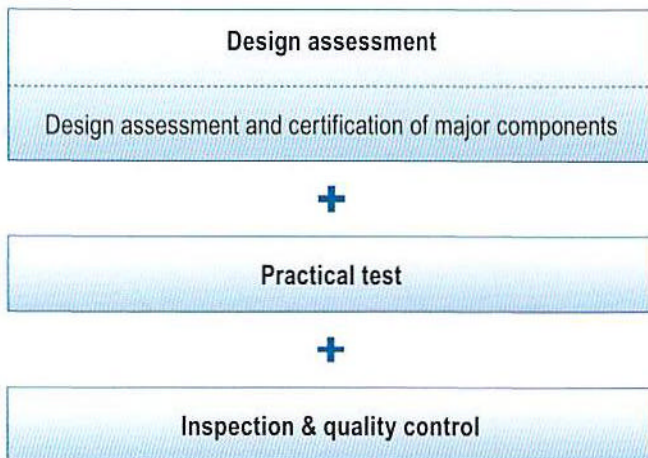 Design assessment
Design assessment and certification of major components
+
Practical test
+
Inspection & quality control